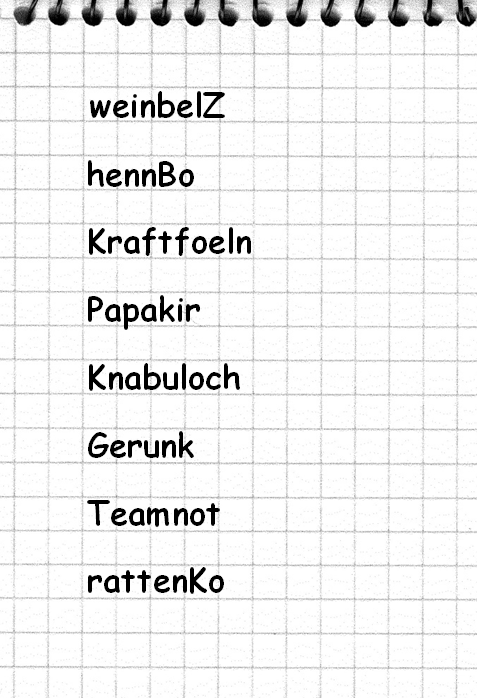 weinbelZ
hennBo
Kraftfoeln
Papakir
Knabuloch
Gerunk
Teamnot
rattenKo